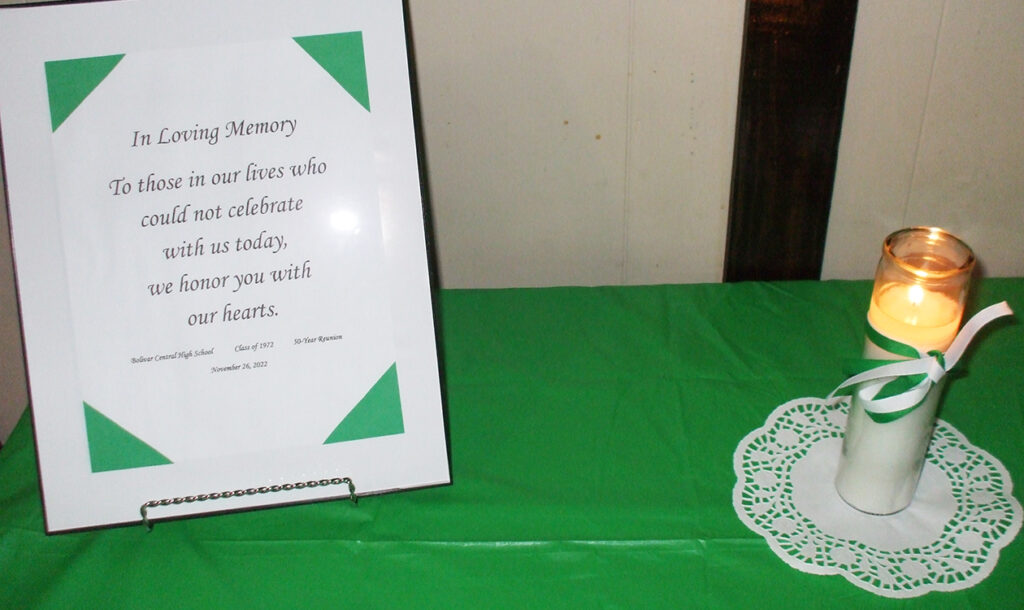 In Loving Memory
To those in our lives who
could not celebrate
with us today,
we honor you with
our hearts.
Bolivar Central High School Class of 1972 50-Year Reunion
November 26, 2022